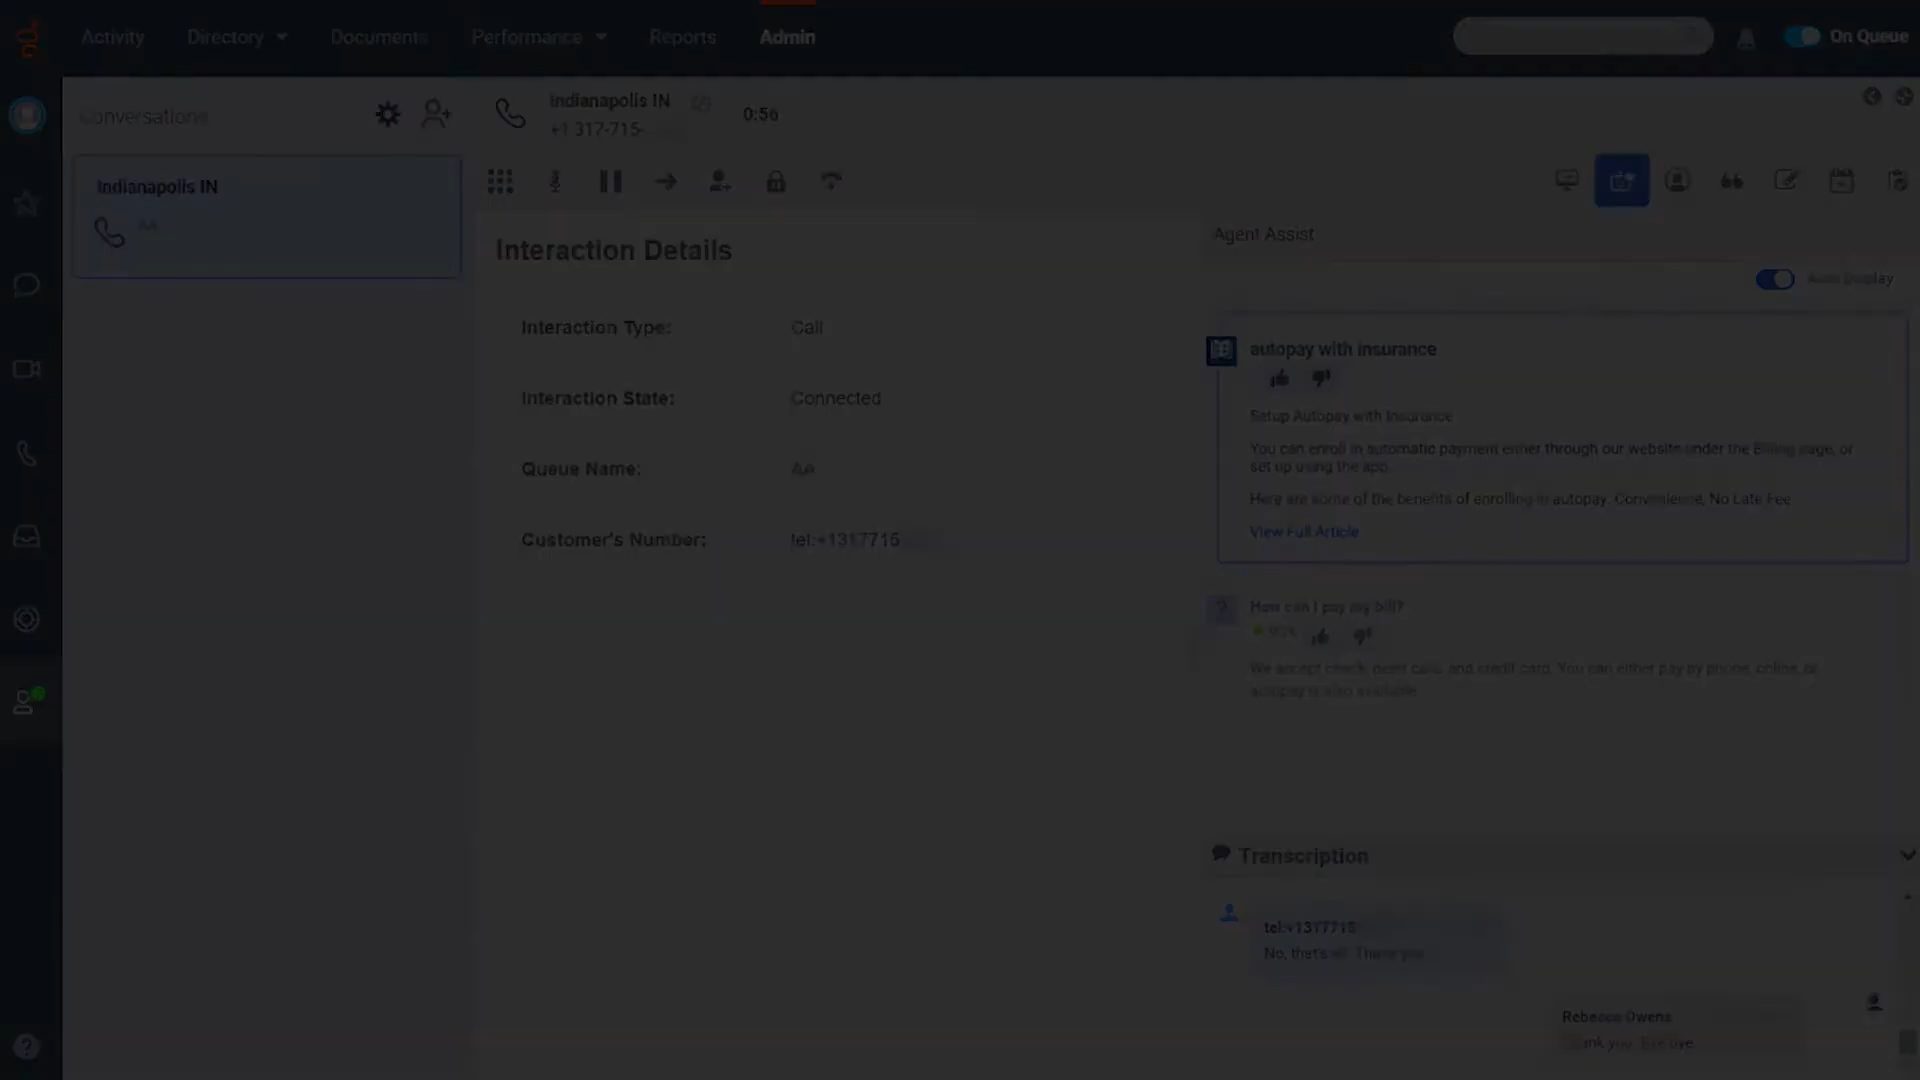 Activity Directory Documents Performance Reports Admin On Queue
Conversations
Indianapolis IN
Aa
Indianapolis IN
+1 317-715-
0:56
Interaction Details
Interaction Type: Call
Interaction State: Connected
Queue Name: Aa
Customer's Number: tel:+1317715
Agent Assist
Auto Display
autopay with insurance
Setup Autopay with Insurance
You can enroll in automatic payment either through our website under the Billing page, or
set up using the app.
Here are some of the benefits of enrolling in autopay: Convenience, No Late Fee
View Full Article
?
How can I pay my bill?
We accept check, debit card, and credit card. You can either pay by phone, online, or
autopay is also available
Transcription
tel:+1317715
No, that's all. Thank you.
Rebecca Owens
Thank you. Bye bye.
?